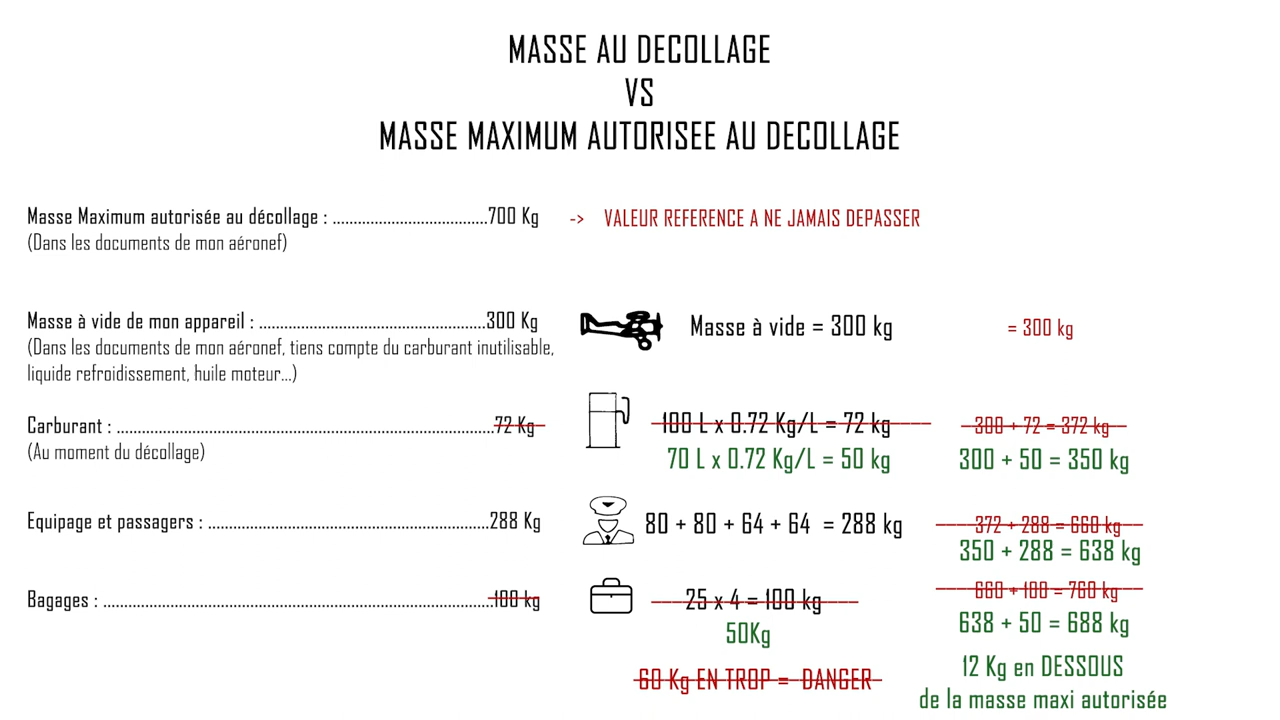 MASSE AU DECOLLAGE
VS
MASSE MAXIMUM AUTORISEE AU DECOLLAGE
Masse Maximum autorisée au décollage : .....................................700 Kg -> VALEUR REFERENCE A NE JAMAIS DEPASSER
(Dans les documents de mon aéronef)
Masse à vide de mon appareil : ......................................................300 Kg Masse à vide = 300 kg = 300 kg
(Dans les documents de mon aéronef, tiens compte du carburant inutilisable,
liquide refroidissement, huile moteur...)
Carburant : ..........................................................................................72 Kg 100 L x 0.72 Kg/L = 72 kg 300 + 72 = 372 kg
(Au moment du décollage) 70 L x 0.72 Kg/L = 50 kg 300 + 50 = 350 kg
Equipage et passagers : ...................................................................288 Kg 80 + 80 + 64 + 64 = 288 kg 372 + 288 = 660 kg
350 + 288 = 638 kg
660 + 100 = 760 kg
Bagages : .............................................................................................100 kg 25 x 4 = 100 kg
638 + 50 = 688 kg
50Kg
60 Kg EN TROP = DANGER 12 Kg en DESSOUS
de la masse maxi autorisée